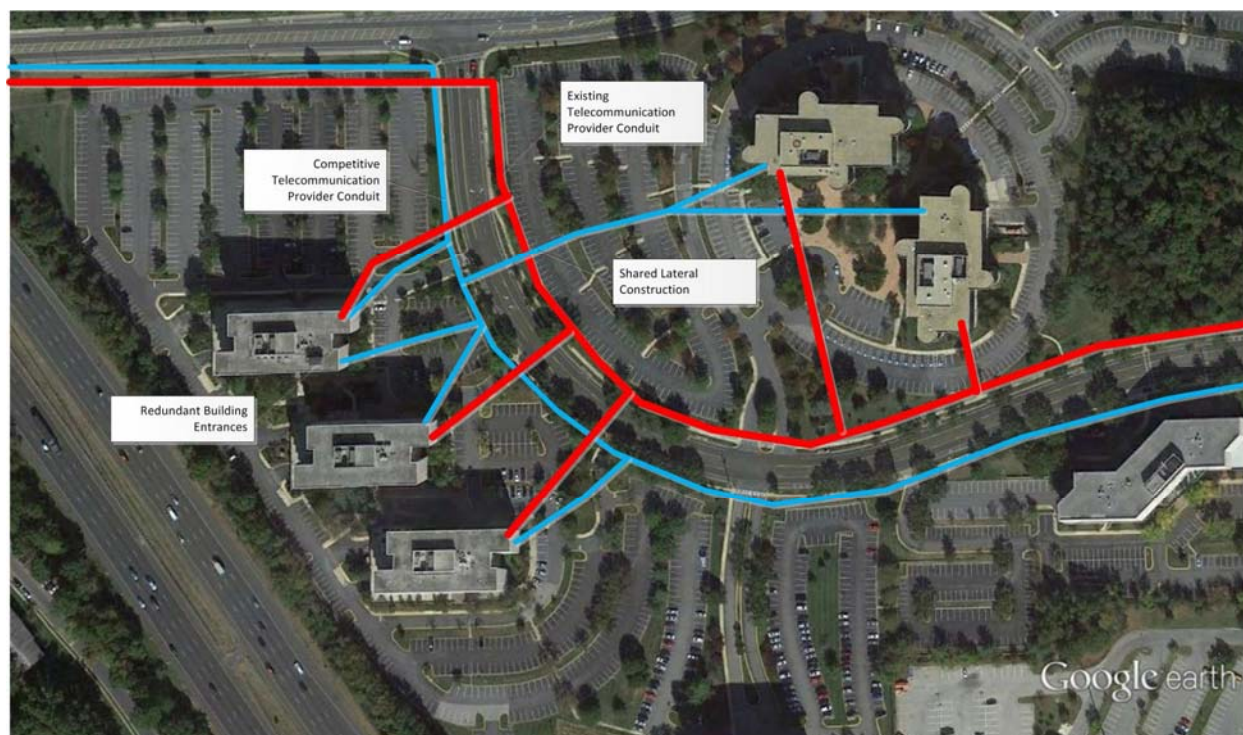 Existing
Telecommunication
Provider Conduit
Competitive
Telecommunication
Provider Conduit
Shared Lateral
Construction
Redundant Building
Entrances
Google earth